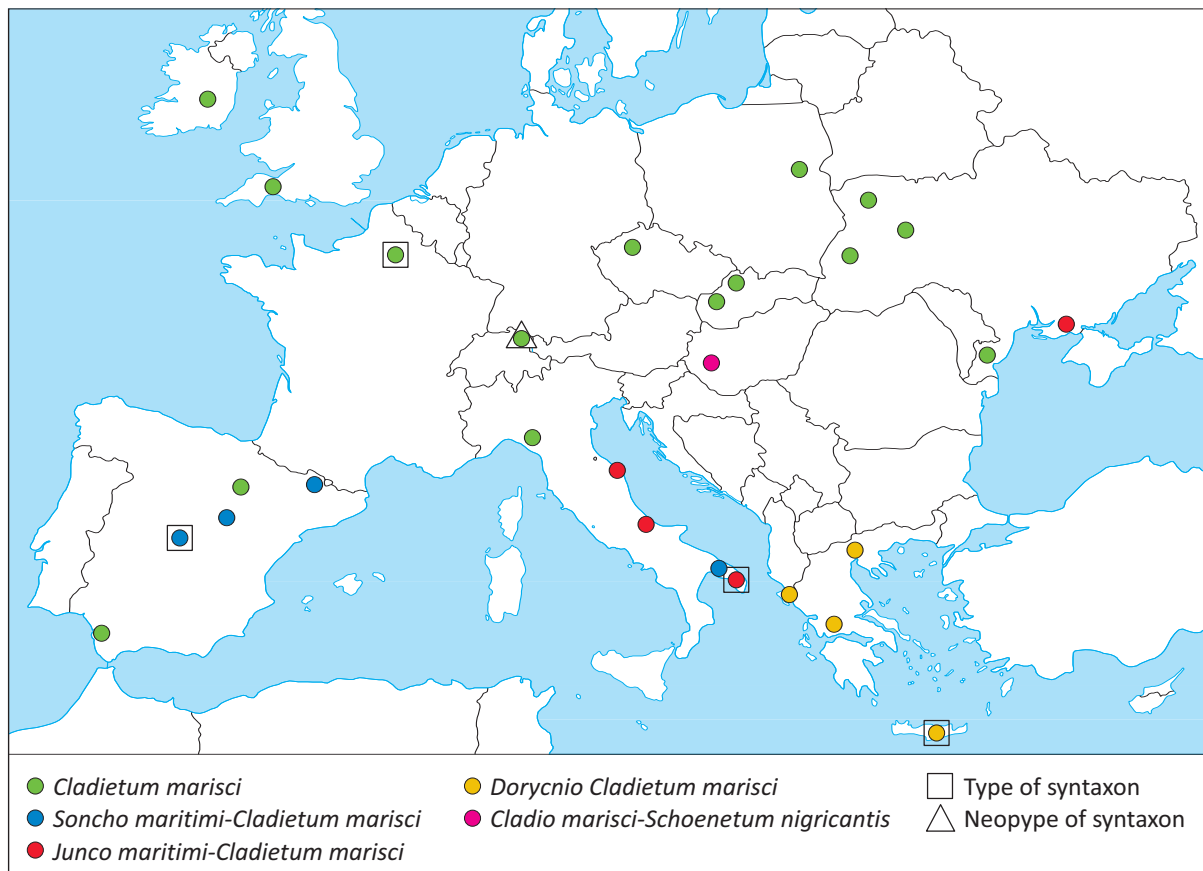 Cladietum marisci
Soncho maritimi-Cladietum marisci
Junco maritimi-Cladietum marisci
Dorycnio Cladietum marisci
Cladio marisci-Schoenetum nigricantis
Type of syntaxon
Neopype of syntaxon